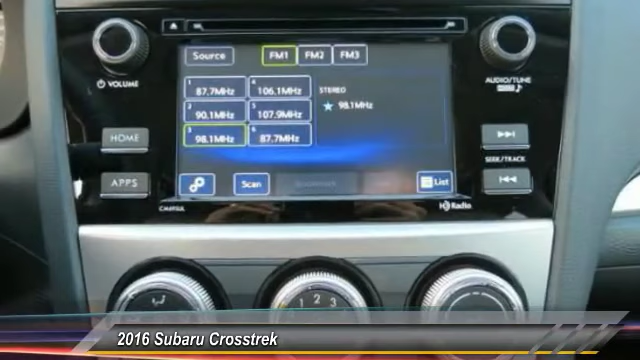 Source FM1 FM2 FM3
VOLUME
AUDIO/TUNE
1 87.7MHz 4 106.1MHz
STEREO
2 90.1MHz 5 107.9MHz
98.1MHz
3 98.1MHz 6 87.7MHz
HOME
SEEK/TRACK
APPS
Scan
List
HD Radio
1 2 3
2016 Subaru Crosstrek